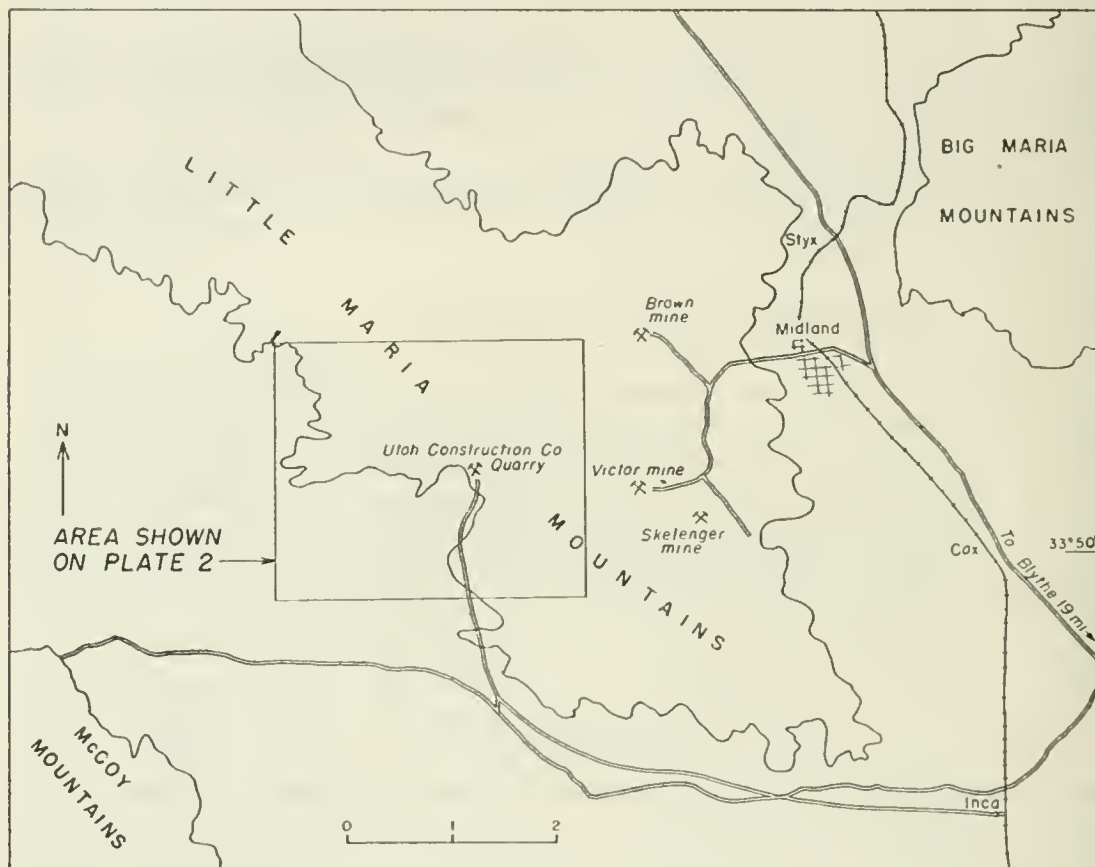 BIG MARIA
MOUNTAINS
LITTLE
MARIA
MOUNTAINS
Styx
Brown
mine
Midland
N
Utah Construction Co
Quarry
Victor mine
Skelenger
mine
AREA SHOWN
ON PLATE 2
Cox
33°50'
To Blythe 19 mi
McCOY
MOUNTAINS
Inca
0 1 2